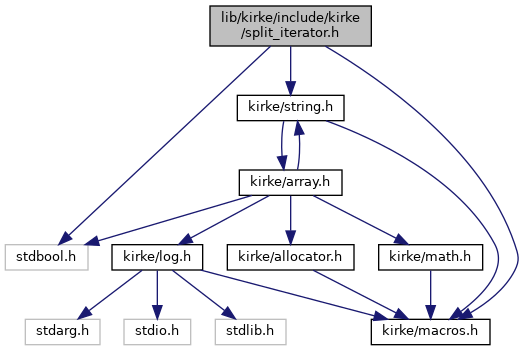 lib/kirke/include/kirke
/split_iterator.h
kirke/string.h
kirke/array.h
stdbool.h
kirke/log.h
kirke/allocator.h
kirke/math.h
stdarg.h
stdio.h
stdlib.h
kirke/macros.h